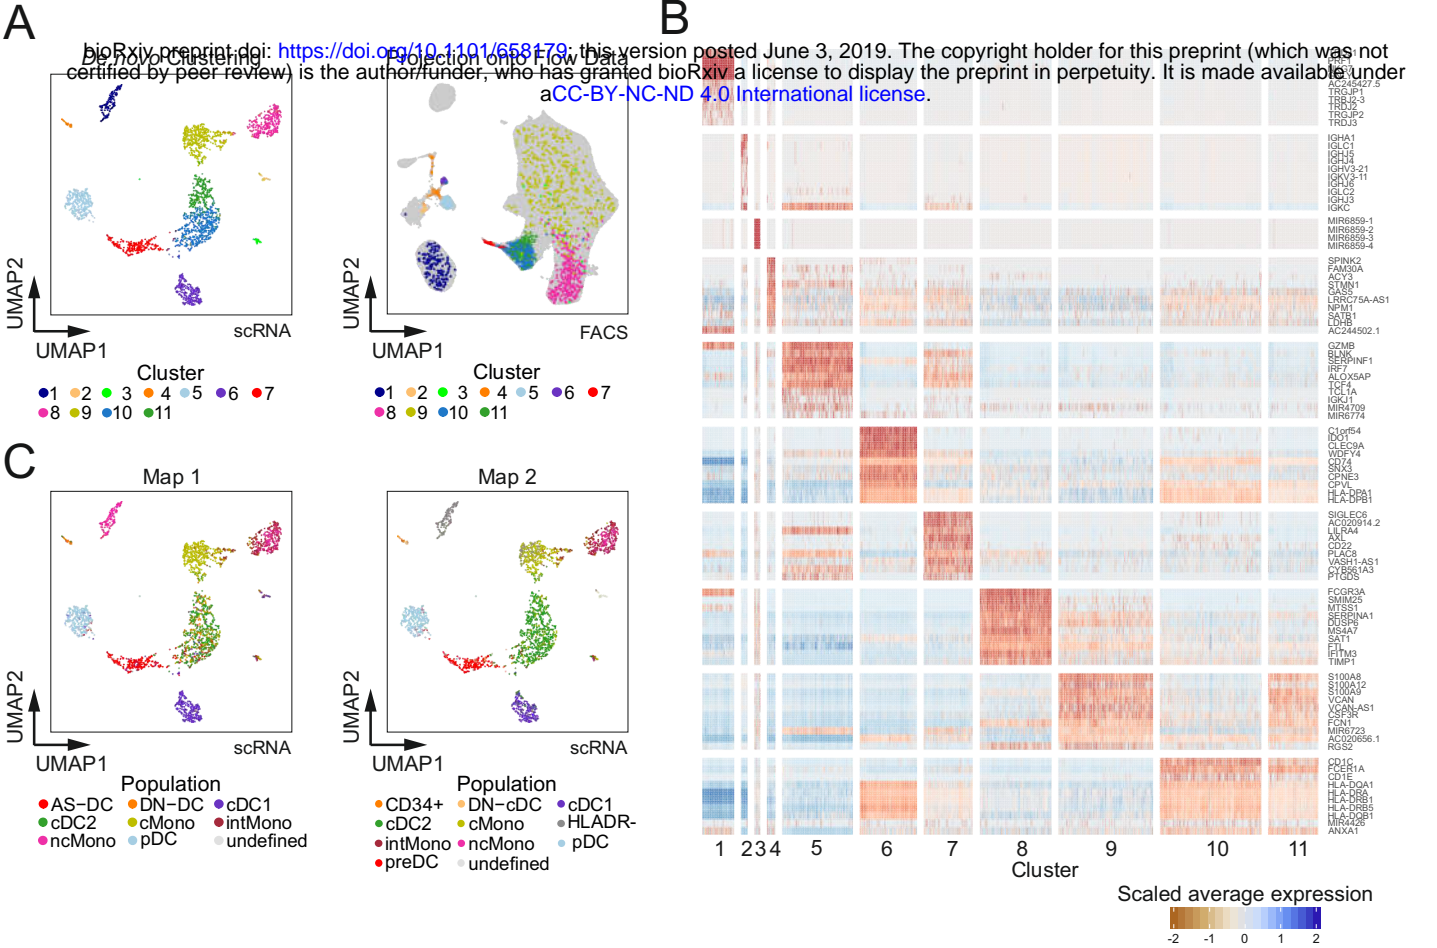 A
B
bioRxiv preprint doi: https://doi.org/10.1101/658179; this version posted June 3, 2019. The copyright holder for this preprint (which was not
certified by peer review) is the author/funder, who has granted bioRxiv a license to display the preprint in perpetuity. It is made available under
aCC-BY-NC-ND 4.0 International license.
De novo Clustering
Projection onto Flow Data
UMAP2
UMAP1
scRNA
UMAP2
UMAP1
FACS
Cluster
1 2 3 4 5 6 7
8 9 10 11
Cluster
1 2 3 4 5 6 7
8 9 10 11
C
Map 1
Map 2
UMAP2
UMAP1
scRNA
UMAP2
UMAP1
scRNA
Population
AS−DC DN−DC cDC1
cDC2 cMono intMono
ncMono pDC undefined
Population
CD34+ DN−cDC cDC1
cDC2 cMono HLADR-
intMono ncMono pDC
preDC undefined
PRF1
AC245427.5
TRGJP1
TRBJ2-3
TRDJ2
TRGJP2
TRDJ3
IGHA1
IGLC1
IGHJ5
IGHJ4
IGHV3-21
IGKV3-11
IGHJ6
IGLC2
IGHJ3
IGKC
MIR6859-1
MIR6859-2
MIR6859-3
MIR6859-4
SPINK2
FAM30A
ACY3
STMN1
GAS5
LRRC75A-AS1
NPM1
SATB1
LDHB
AC244502.1
GZMB
BLNK
SERPINF1
IRF7
ALOX5AP
TCF4
TCL1A
IGKJ1
MIR4709
MIR6774
C1orf54
IDO1
CLEC9A
WDFY4
CD74
SNX3
CPNE3
CPVL
HLA-DPA1
HLA-DPB1
SIGLEC6
AC020914.2
LILRA4
AXL
CD22
PLAC8
VASH1-AS1
CYB561A3
PTGDS
FCGR3A
SMIM25
MTSS1
SERPINA1
DUSP6
MS4A7
SAT1
FTL
IFITM3
TIMP1
S100A8
S100A12
S100A9
VCAN
VCAN-AS1
CSF3R
FCN1
MIR6723
AC020656.1
RGS2
CD1C
FCER1A
CD1E
HLA-DQA1
HLA-DRA
HLA-DRB1
HLA-DRB5
HLA-DQB1
MIR4426
ANXA1
1 2 3 4 5 6 7 8 9 10 11
Cluster
Scaled average expression
-2 -1 0 1 2